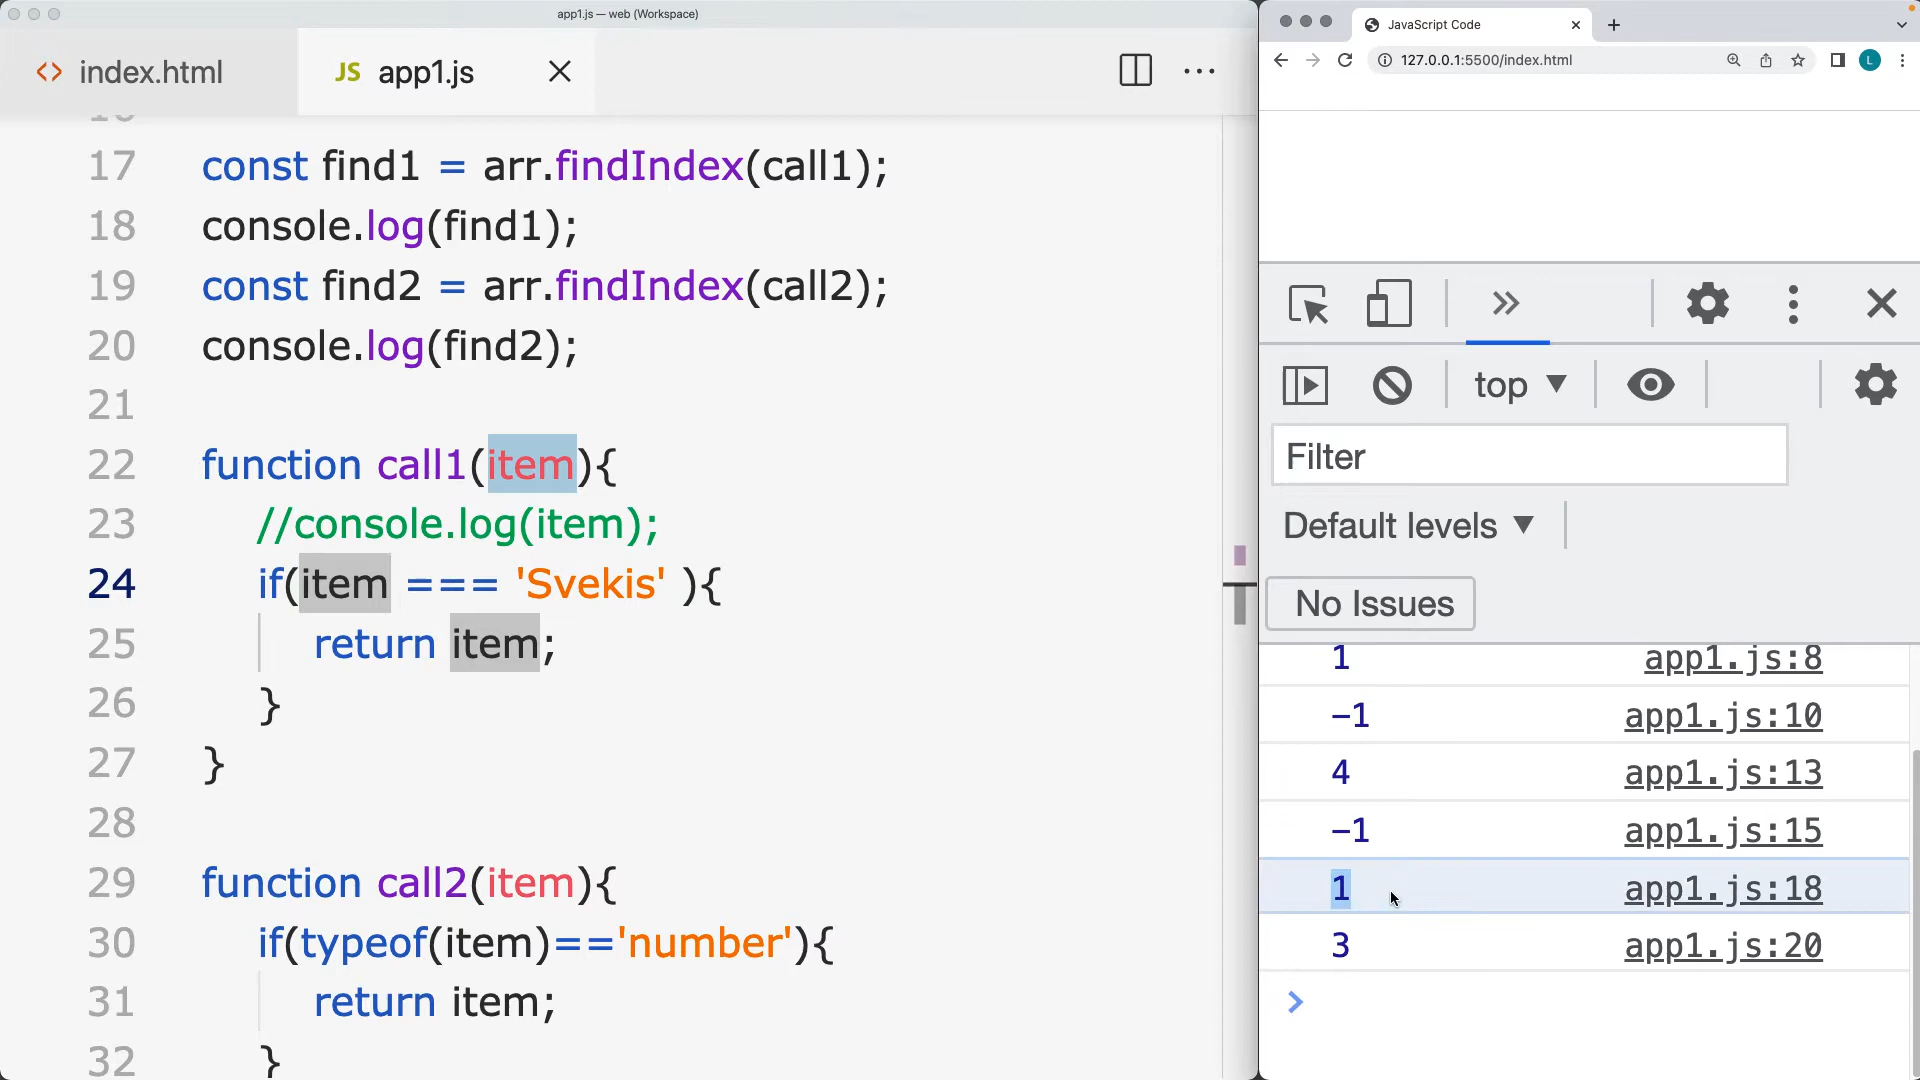 app1.js — web (Workspace)
index.html
JS app1.js
17 const find1 = arr.findIndex(call1);
18 console.log(find1);
19 const find2 = arr.findIndex(call2);
20 console.log(find2);
21
22 function call1(item){
23 //console.log(item);
24 if(item === 'Svekis' ){
25 return item;
26 }
27 }
28
29 function call2(item){
30 if(typeof(item)=='number'){
31 return item;
32 }
JavaScript Code
127.0.0.1:5500/index.html
L
top
Filter
Default levels
No Issues
1 app1.js:8
-1 app1.js:10
4 app1.js:13
-1 app1.js:15
1 app1.js:18
3 app1.js:20